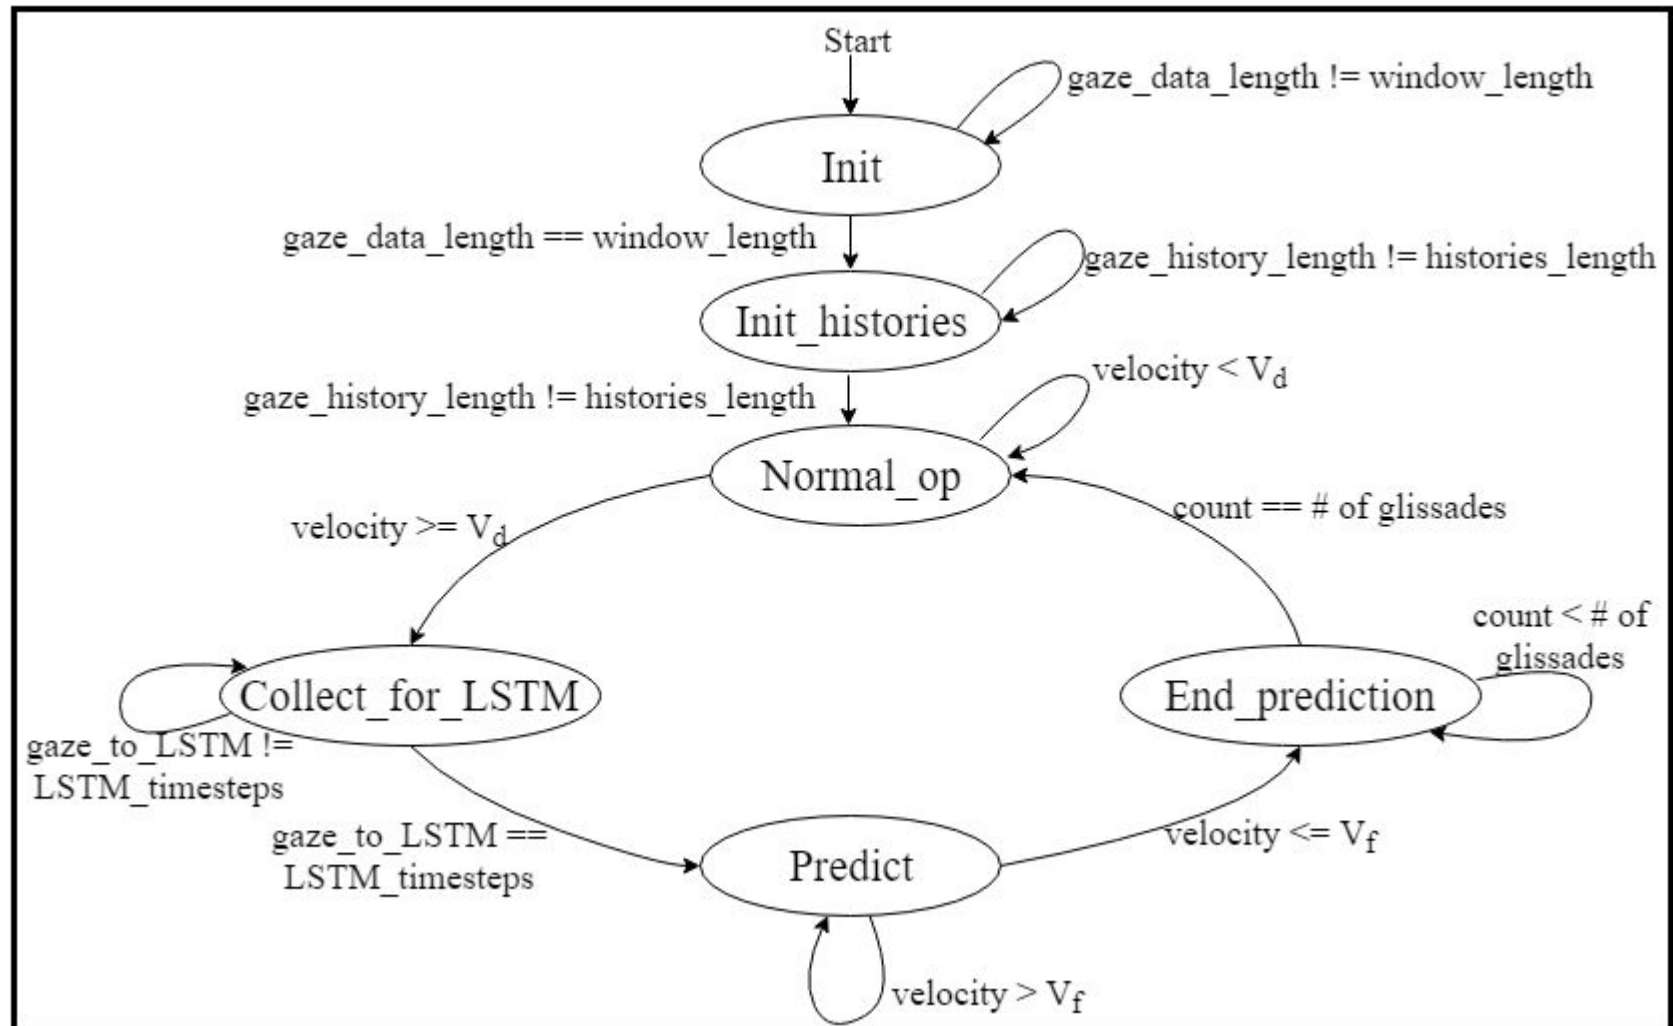 Start
gaze_data_length != window_length
Init
gaze_data_length == window_length
gaze_history_length != histories_length
Init_histories
velocity < Vd
gaze_history_length != histories_length
Normal_op
count == # of glissades
velocity >= Vd
count < # of
glissades
Collect_for_LSTM
End_prediction
gaze_to_LSTM !=
LSTM_timesteps
gaze_to_LSTM ==
LSTM_timesteps
velocity <= Vf
Predict
velocity > Vf